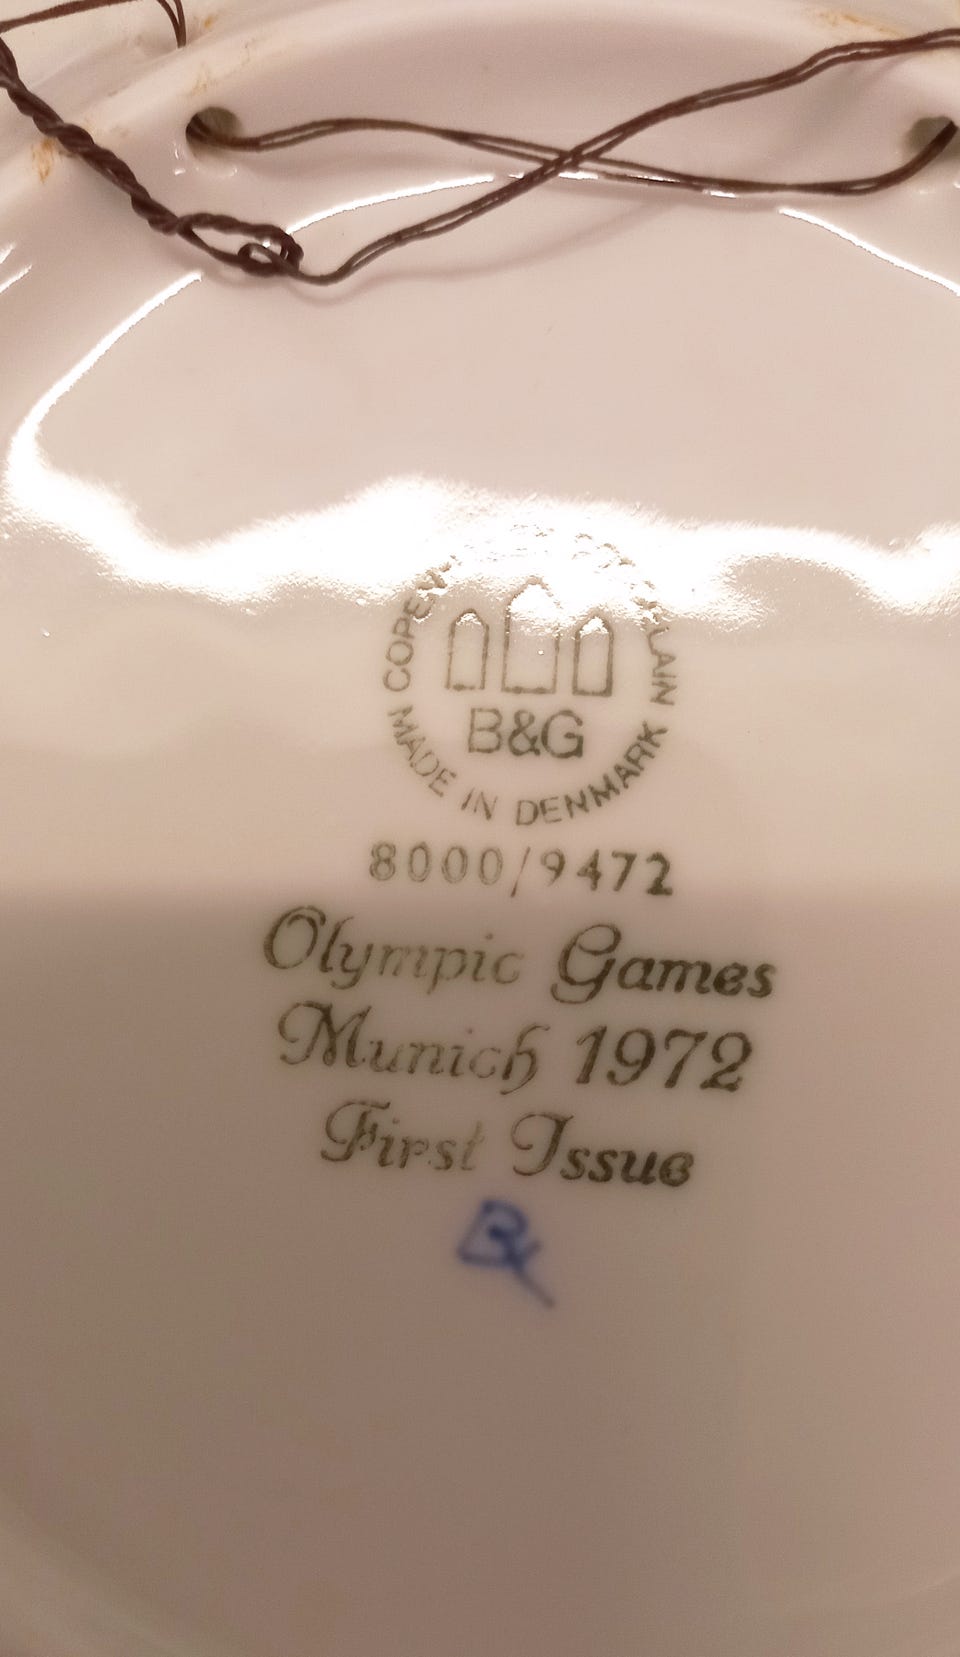 B&G
MADE IN DENMARK
8000/9472
Olympic Games
Munich 1972
First Issue